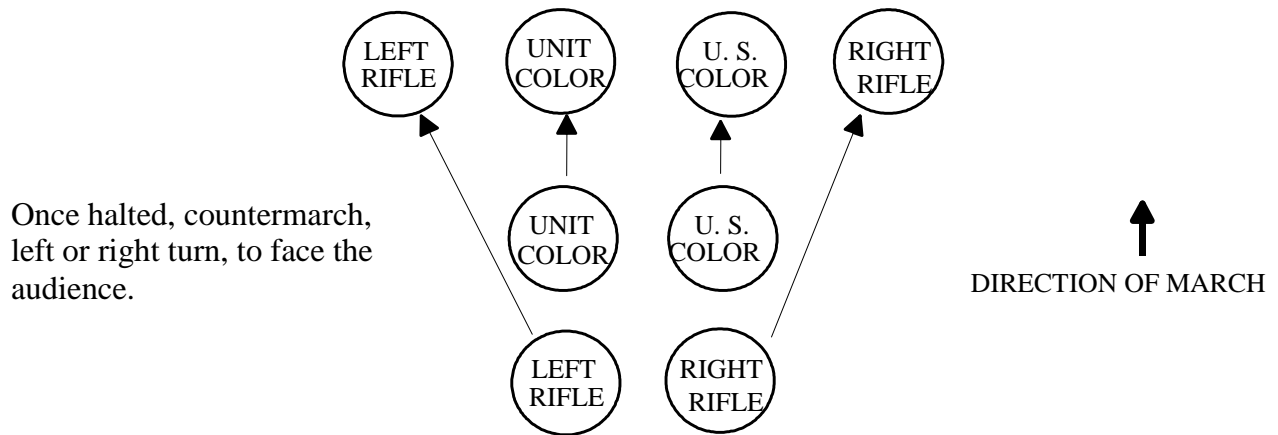 LEFT
RIFLE
UNIT
COLOR
U. S.
COLOR
RIGHT
RIFLE
Once halted, countermarch,
left or right turn, to face the
audience.
UNIT
COLOR
U. S.
COLOR
DIRECTION OF MARCH
LEFT
RIFLE
RIGHT
RIFLE